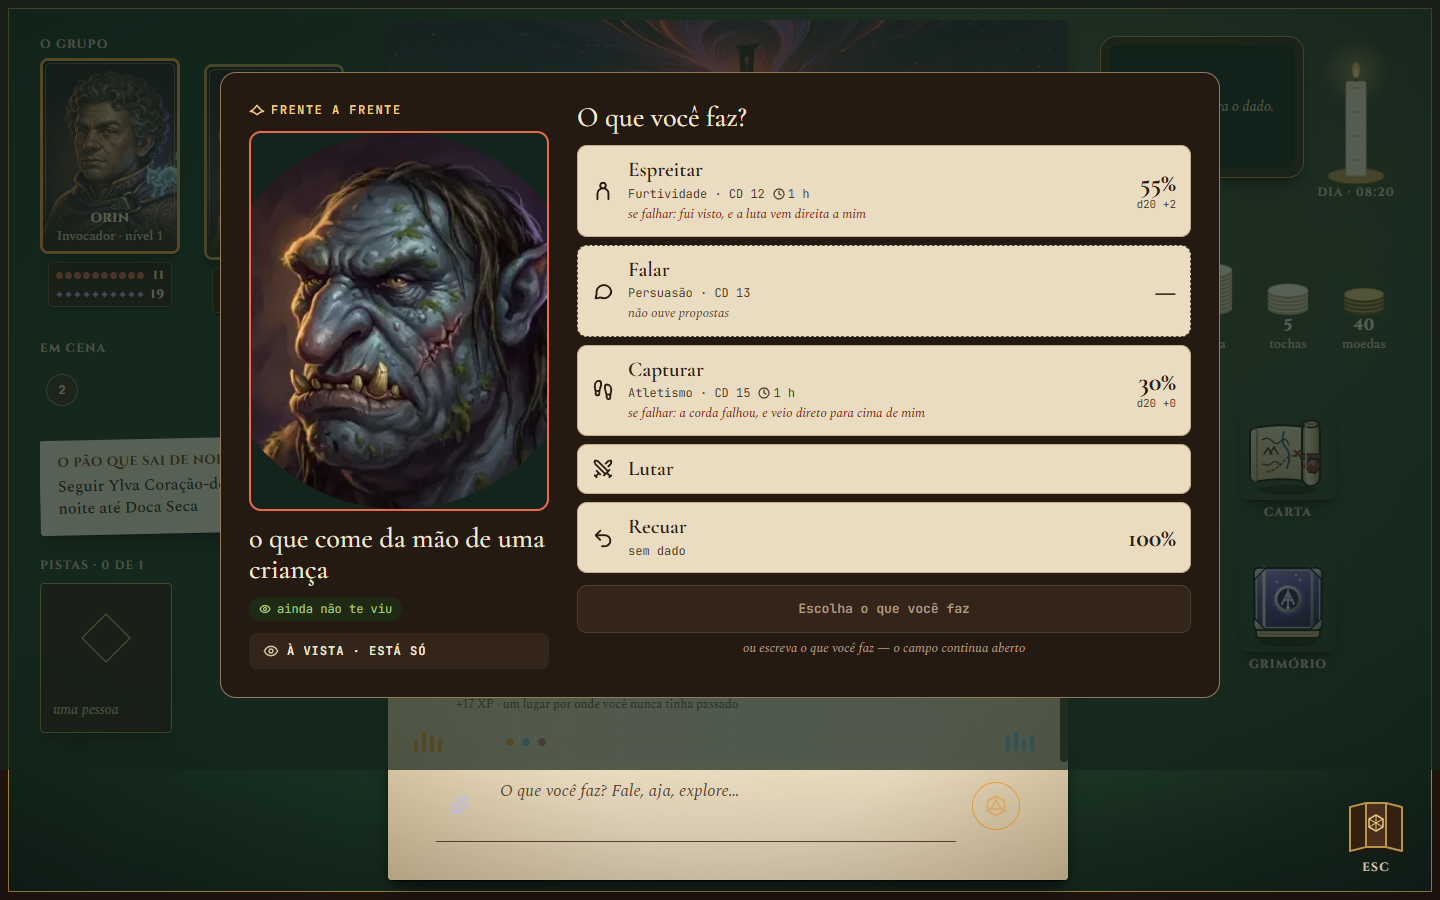 O GRUPO
ORIN
Invocador · nível 1
11
19
EM CENA
2
O PÃO QUE SAI DE NOI
Seguir Ylva Coração-de
noite até Doca Seca
PISTAS · 0 DE 1
uma pessoa
FRENTE A FRENTE
o que come da mão de uma
criança
ainda não te viu
À VISTA · ESTÁ SÓ
O que você faz?
Espreitar
Furtividade · CD 12 1 h
se falhar: fui visto, e a luta vem direita a mim
55%
d20 +2
Falar
Persuasão · CD 13
não ouve propostas
—
Capturar
Atletismo · CD 15 1 h
se falhar: a corda falhou, e veio direto para cima de mim
30%
d20 +0
Lutar
Recuar
sem dado
100%
Escolha o que você faz
ou escreva o que você faz — o campo continua aberto
+17 XP · um lugar por onde você nunca tinha passado
O que você faz? Fale, aja, explore...
a o dado.
DIA · 08:20
a
5
tochas
40
moedas
CARTA
GRIMÓRIO
ESC